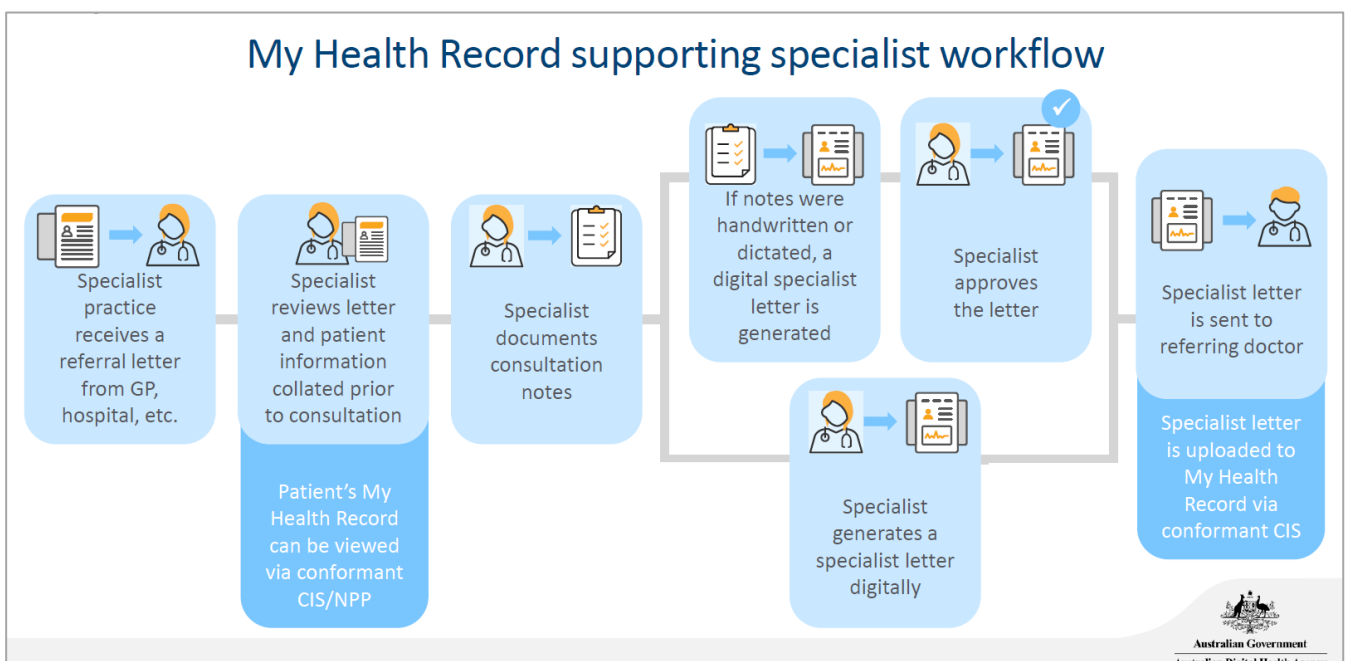 My Health Record supporting specialist workflow
Specialist
practice
receives a
referral letter
from GP,
hospital, etc.
Specialist
reviews letter
and patient
information
collated prior
to consultation
Patient's My
Health Record
can be viewed
via conformant
CIS/NPP
Specialist
documents
consultation
notes
If notes were
handwritten or
dictated, a
digital specialist
letter is
generated
Specialist
approves
the letter
Specialist
generates a
specialist letter
digitally
Specialist letter
is sent to
referring doctor
Specialist letter
is uploaded to
My Health
Record via
conformant CIS
Australian Government
Australian Digital Health Agency